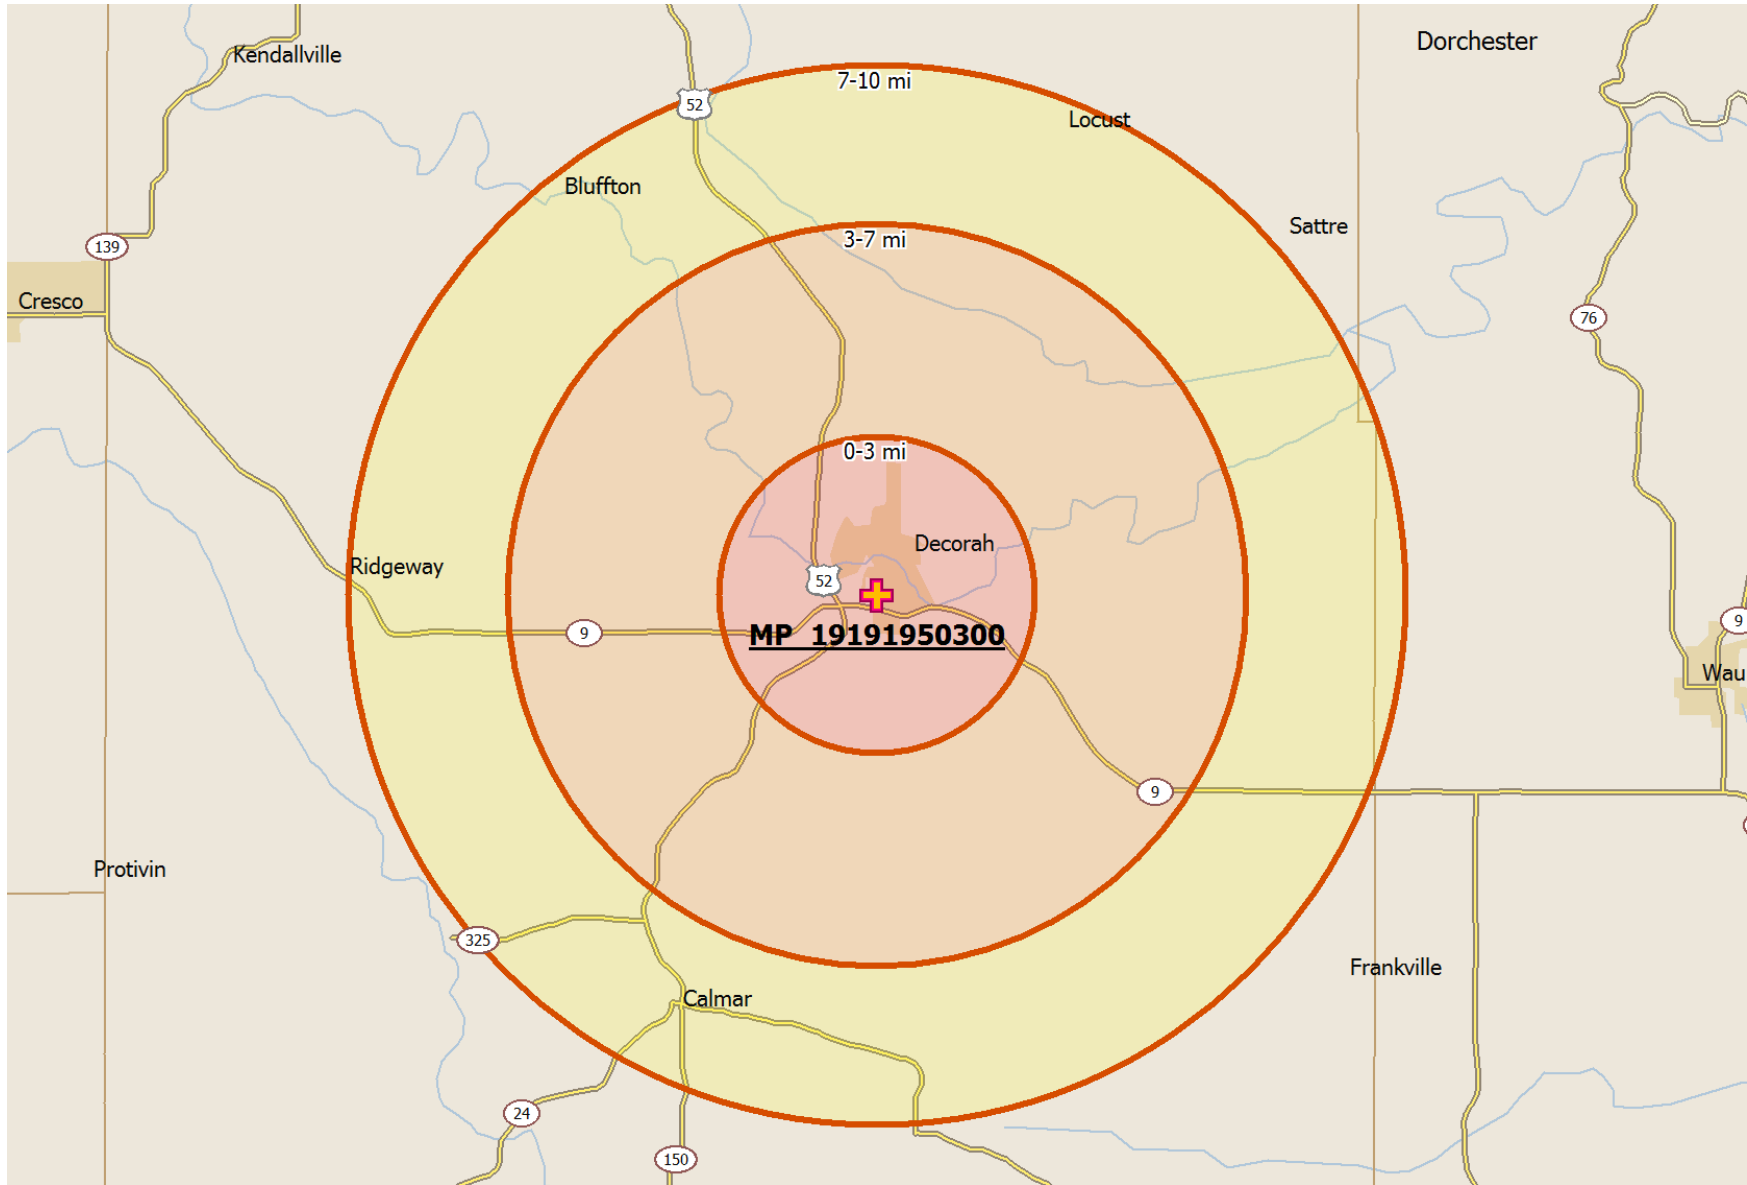 Dorchester
Kendallville
7-10 mi
52
Locust
Bluffton
Sattre
3-7 mi
139
Cresco
76
0-3 mi
Decorah
Ridgeway
52
9
9
MP 19191950300
Wau
9
Protivin
325
Frankville
Calmar
24
150